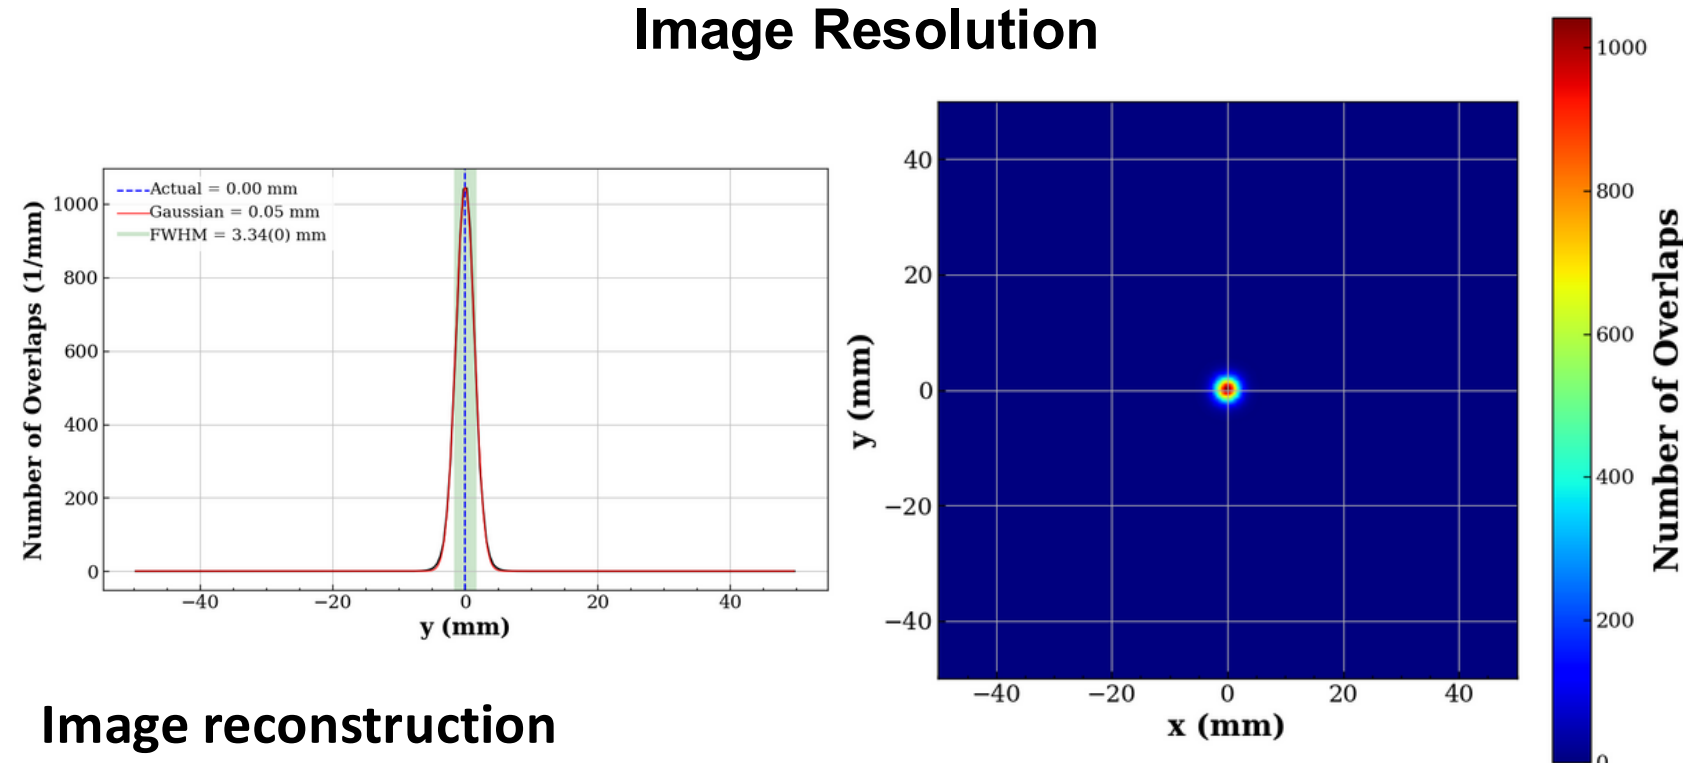 Image Resolution
Number of Overlaps (1/mm)
1000
800
600
400
200
0
Actual = 0.00 mm
Gaussian = 0.05 mm
FWHM = 3.34(0) mm
−40
−20
0
20
40
y (mm)
y (mm)
40
20
0
−20
−40
−40
−20
0
20
40
x (mm)
1000
800
600
400
200
0
Number of Overlaps
Image reconstruction